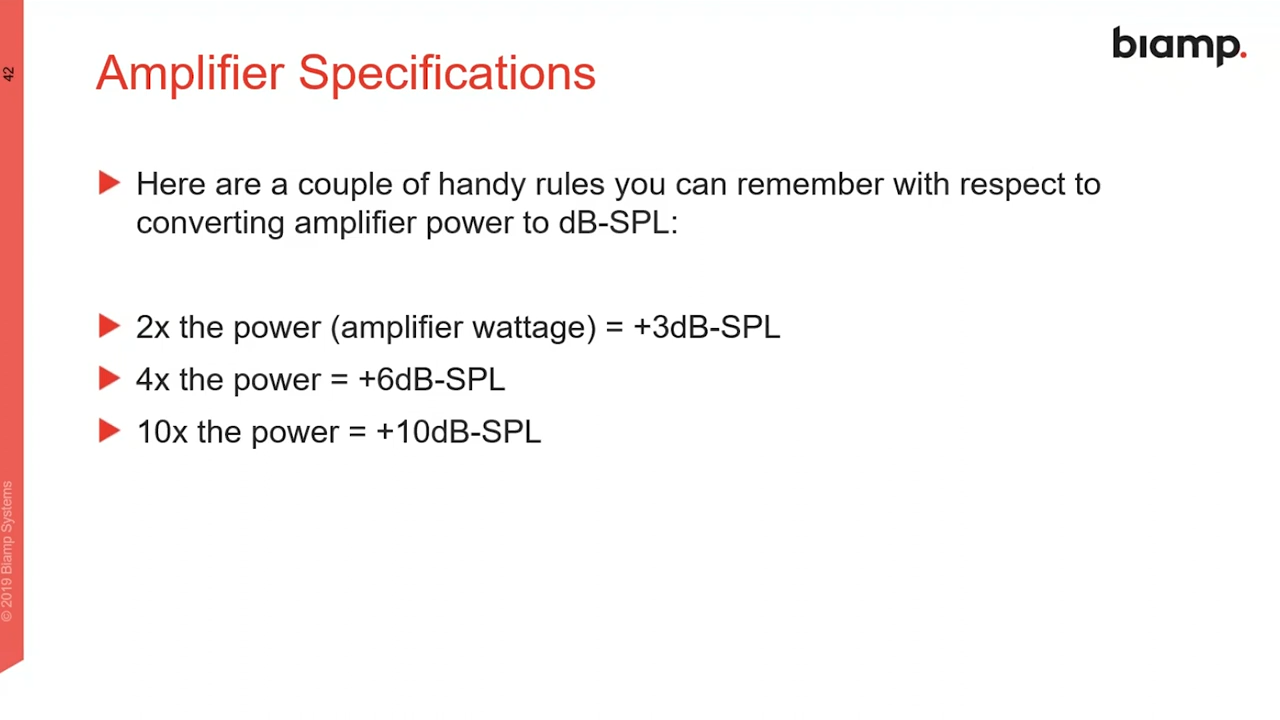 biamp.
Amplifier Specifications
42
Here are a couple of handy rules you can remember with respect to
converting amplifier power to dB-SPL:
2x the power (amplifier wattage) = +3dB-SPL
4x the power = +6dB-SPL
10x the power = +10dB-SPL
© 2019 Biamp Systems